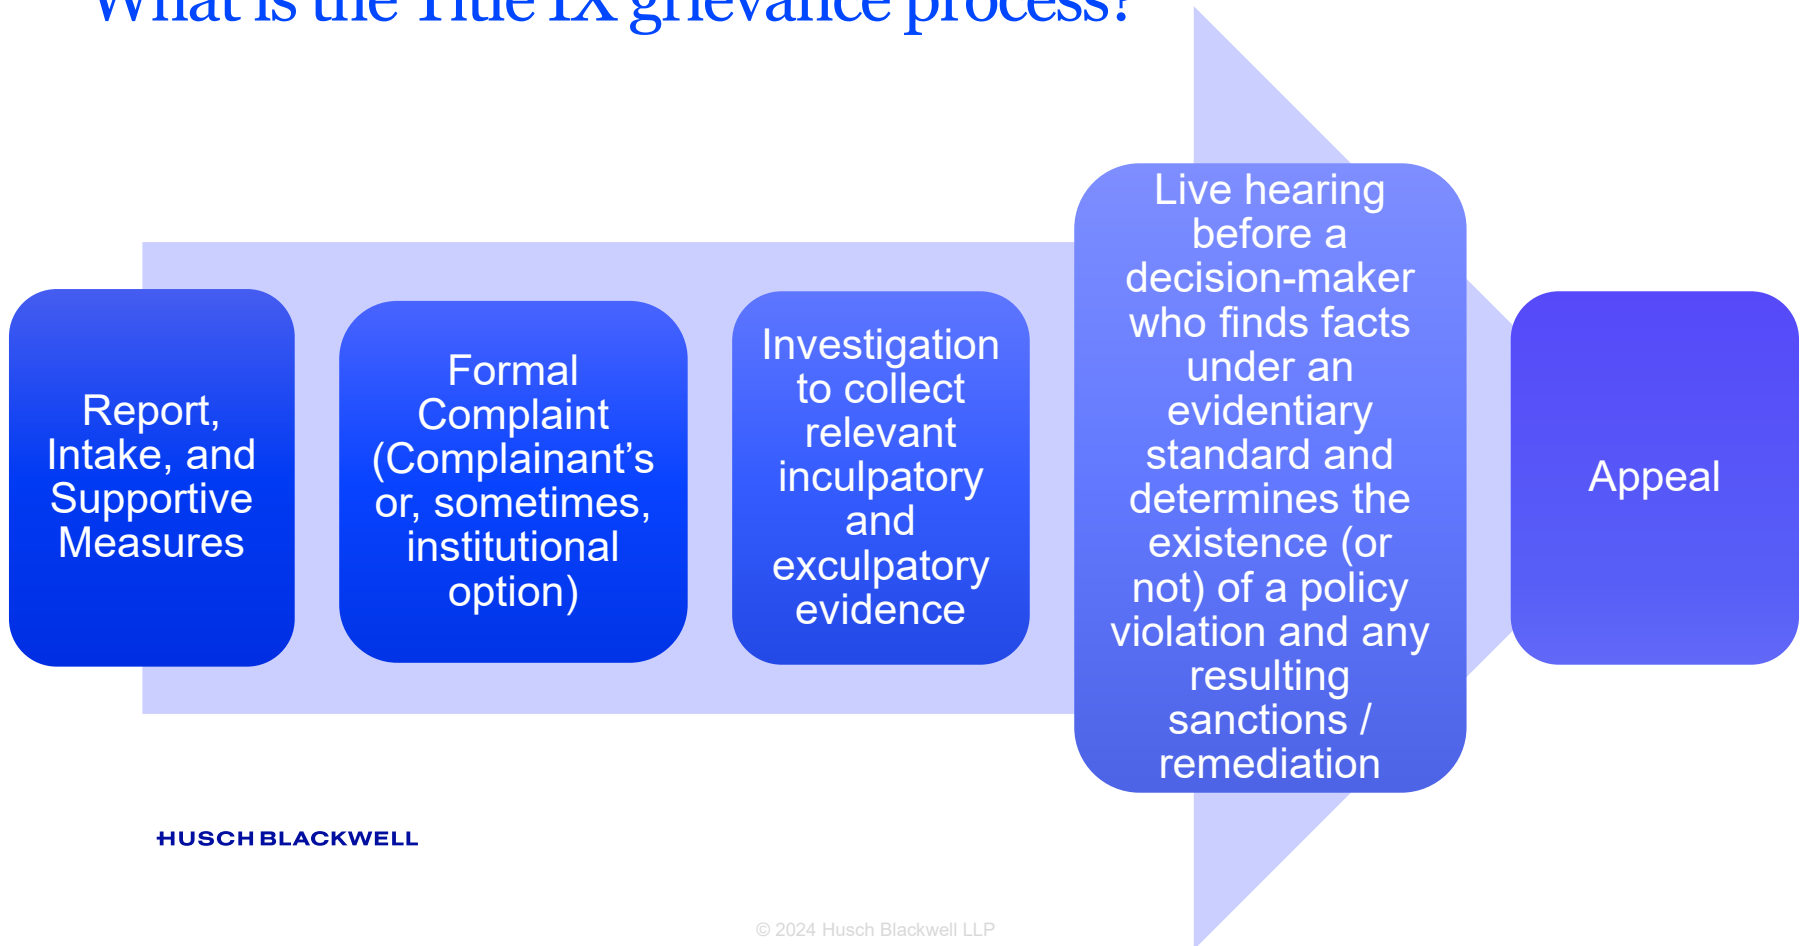 What is the Title IX grievance process?
Report,
Intake, and
Supportive
Measures
Formal
Complaint
(Complainant’s
or, sometimes,
institutional
option)
Investigation
to collect
relevant
inculpatory
and
exculpatory
evidence
Live hearing
before a
decision-maker
who finds facts
under an
evidentiary
standard and
determines the
existence (or
not) of a policy
violation and any
resulting
sanctions /
remediation
Appeal
HUSCH BLACKWELL
© 2024 Husch Blackwell LLP